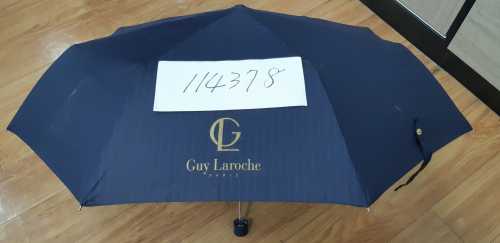 114378
GL
Guy Laroche
PARIS